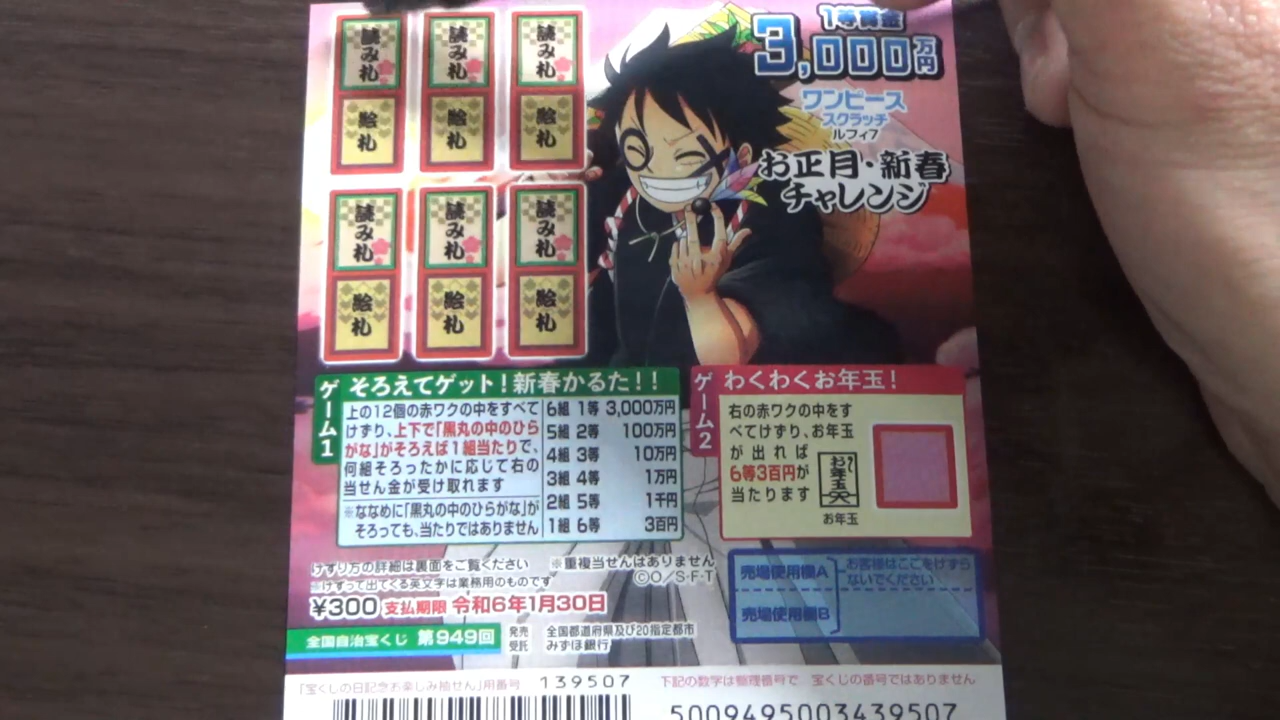 読み札 読み札 読み札
絵札 絵札 絵札
読み札 読み札 読み札
絵札 絵札 絵札
1等賞金
3,000万円
ワンピース
スクラッチ
ルフィ7
お正月・新春
チャレンジ
ゲーム1
そろえてゲット!新春かるた!!
上の12個の赤ワクの中をすべて
けずり、上下で「黒丸の中のひら
がな」がそろえば1組当たりで、
何組そろったかに応じて右の
当せん金が受け取れます
※ななめに「黒丸の中のひらがな」が
そろっても、当たりではありません
6組 1等 3,000万円
5組 2等 100万円
4組 3等 10万円
3組 4等 1万円
2組 5等 1千円
1組 6等 3百円
ゲーム2
わくわくお年玉!
右の赤ワクの中をす
べてけずり、お年玉
が出れば
6等3百円が
当たります
お年玉
お年玉
けずり方の詳細は裏面をご覧ください ※重複当せんはありません
※けずって出てくる英文字は業務用のものです ©O/S・F・T
¥300 支払期限 令和6年1月30日
全国自治宝くじ 第949回
発売 全国都道府県及び20指定都市
受託 みずほ銀行
売場使用欄A
売場使用欄B
お客様はここをけずら
ないでください
「宝くじの日記念お楽しみ抽せん」用番号 139507
下記の数字は整理番号で 宝くじの番号ではありません
5009495003439507